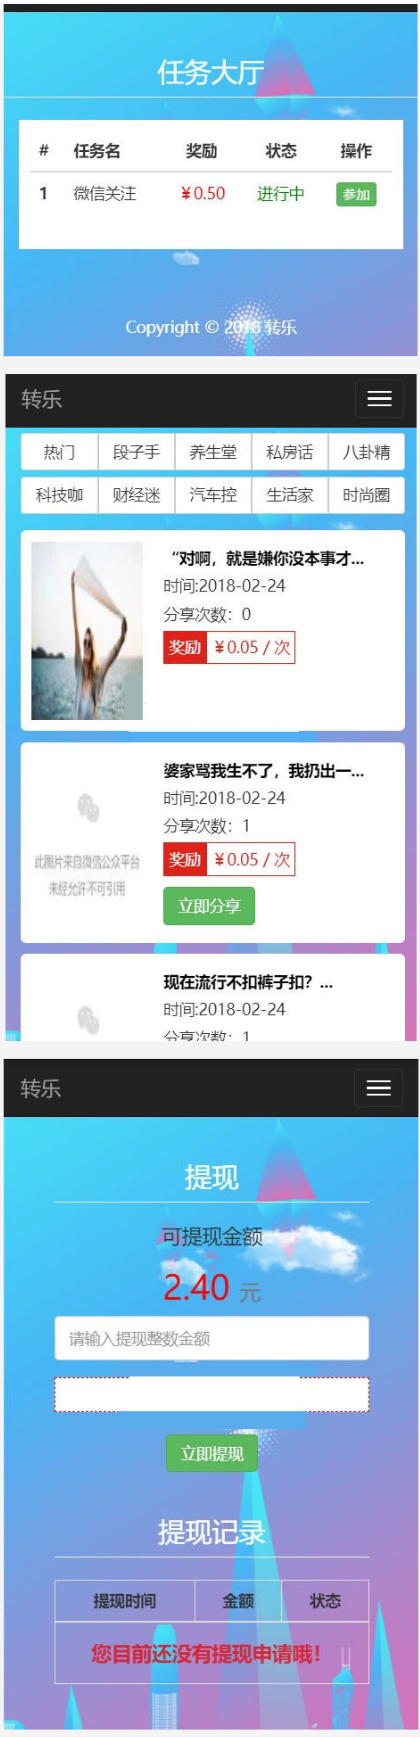 任务大厅
# 任务名 奖励 状态 操作
1 微信关注 ￥0.50 进行中 参加
Copyright © 2018 转乐
转乐
热门 段子手 养生堂 私房话 八卦精
科技咖 财经迷 汽车控 生活家 时尚圈
“对啊，就是嫌你没本事才...
时间:2018-02-24
分享次数：0
奖励 ￥0.05 / 次
婆家骂我生不了，我扔出一...
时间:2018-02-24
分享次数：1
奖励 ￥0.05 / 次
立即分享
此图片来自微信公众平台
未经允许不可引用
现在流行不扣裤子扣？...
时间:2018-02-24
分享次数：1
转乐
提现
可提现金额
2.40 元
请输入提现整数金额
立即提现
提现记录
提现时间 金额 状态
您目前还没有提现申请哦！